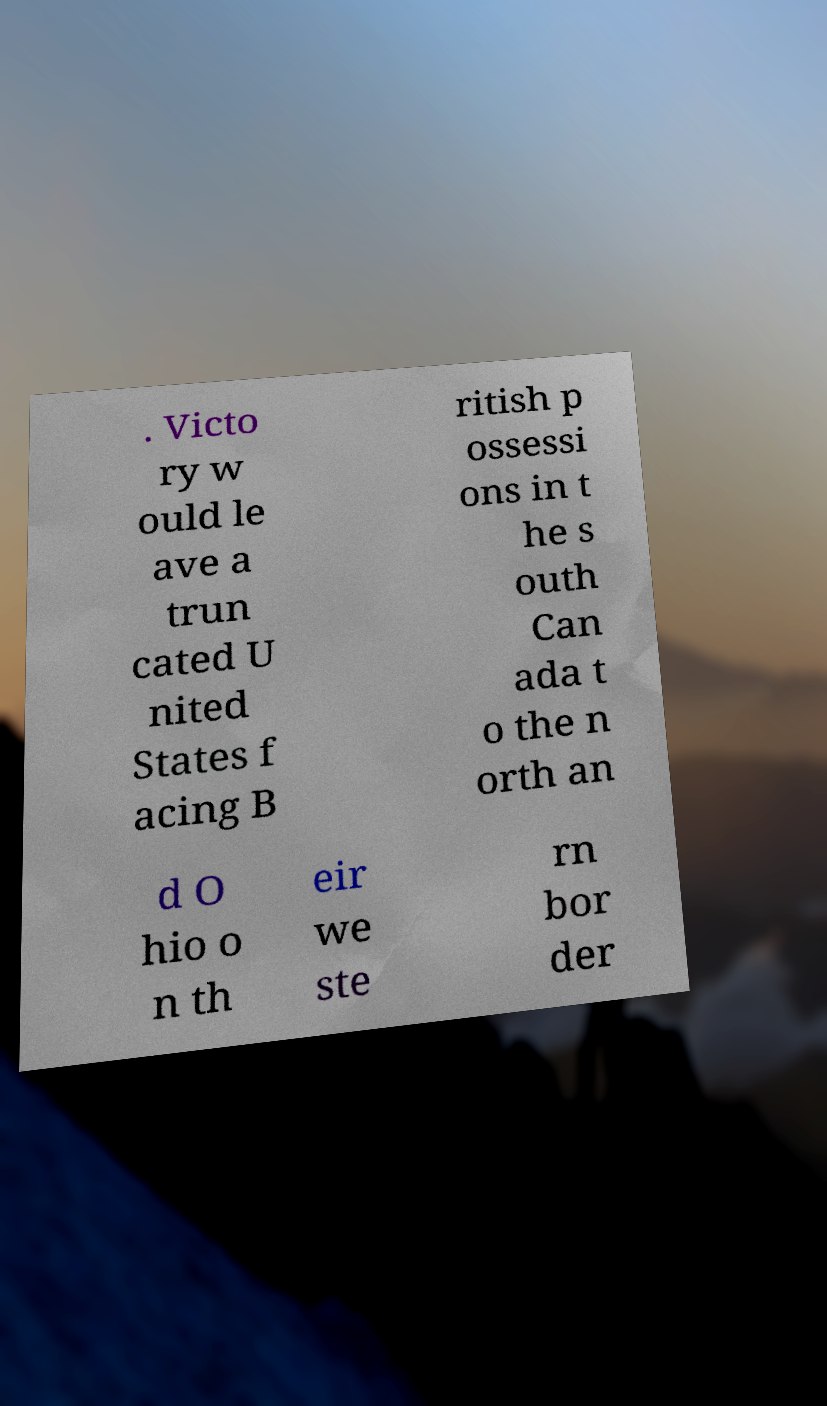 . Victo
ry w
ould le
ave a
trun
cated U
nited
States f
acing B
ritish p
ossessi
ons in t
he s
outh
Can
ada t
o the n
orth an
d O
hio o
n th
eir
we
ste
rn
bor
der